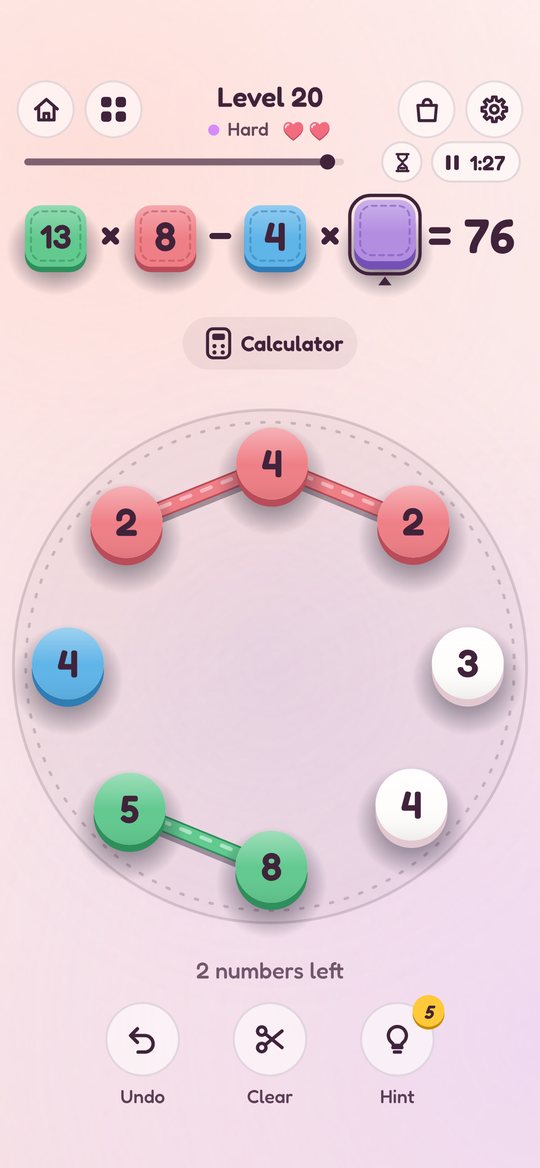 Level 20
Hard
1:27
13 × 8 − 4 × = 76
Calculator
4
2 2
4 3
5 4
8
2 numbers left
5
Undo Clear Hint